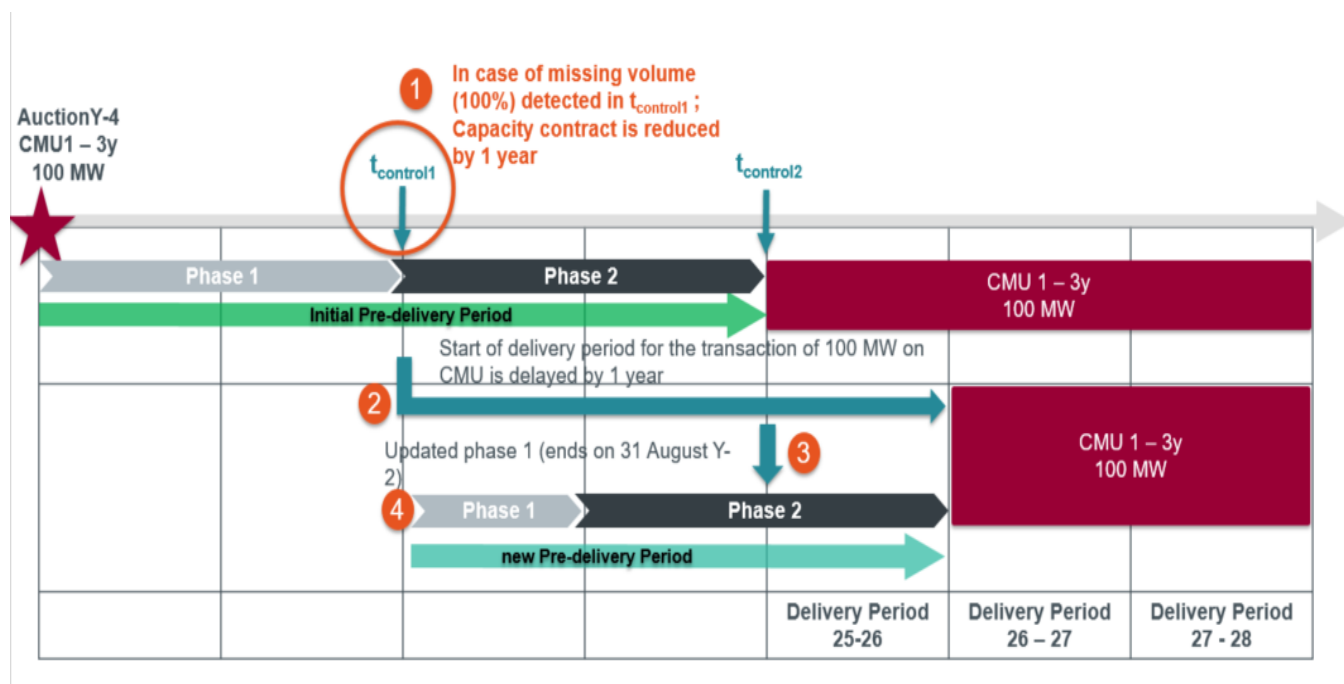 1
In case of missing volume
(100%) detected in tcontrol1 ;
Capacity contract is reduced
by 1 year
AuctionY-4
CMU1 – 3y
100 MW
tcontrol1
tcontrol2
Phase 1
Phase 2
CMU 1 – 3y
100 MW
Initial Pre-delivery Period
Start of delivery period for the transaction of 100 MW on
CMU is delayed by 1 year
2
CMU 1 – 3y
100 MW
3
Updated phase 1 (ends on 31 August Y-
2)
4
Phase 1
Phase 2
new Pre-delivery Period
Delivery Period
25-26
Delivery Period
26 – 27
Delivery Period
27 - 28